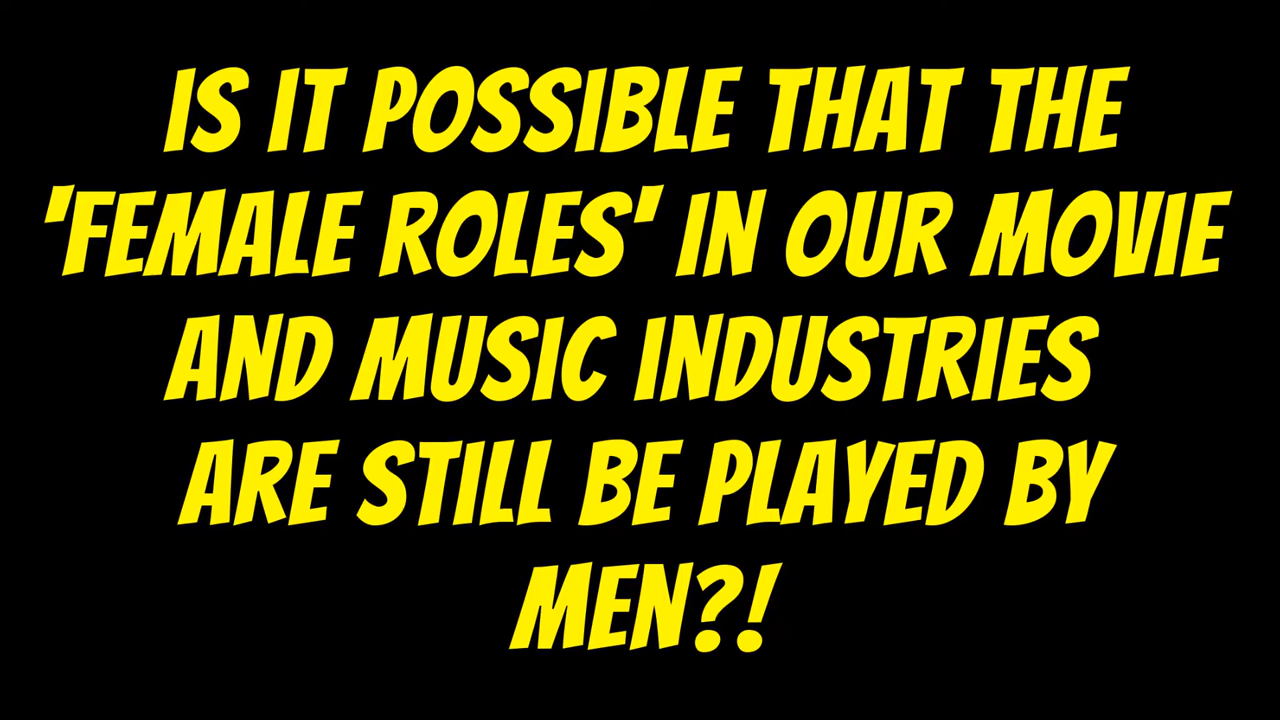 IS IT POSSIBLE THAT THE
'FEMALE ROLES' IN OUR MOVIE
AND MUSIC INDUSTRIES
ARE STILL BE PLAYED BY
MEN?!